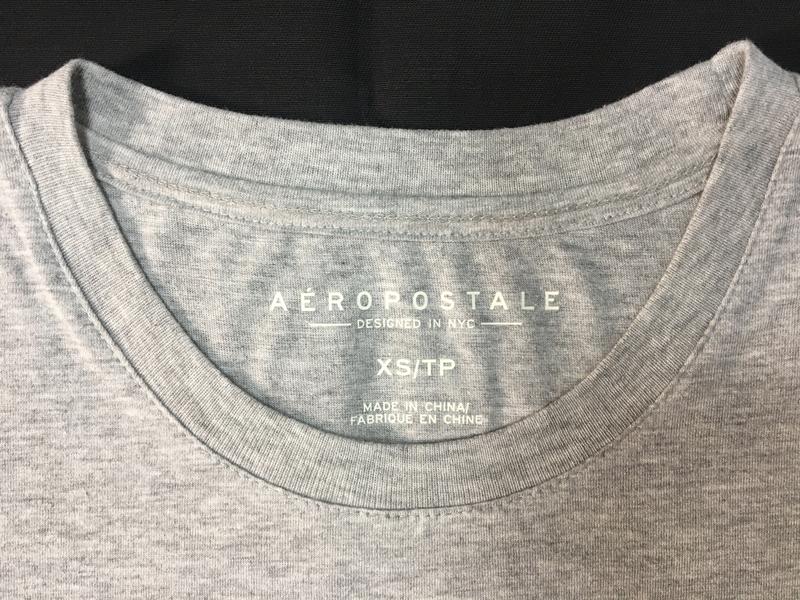 AÉROPOSTALE
DESIGNED IN NYC
XS/TP
MADE IN CHINA/
FABRIQUE EN CHINE